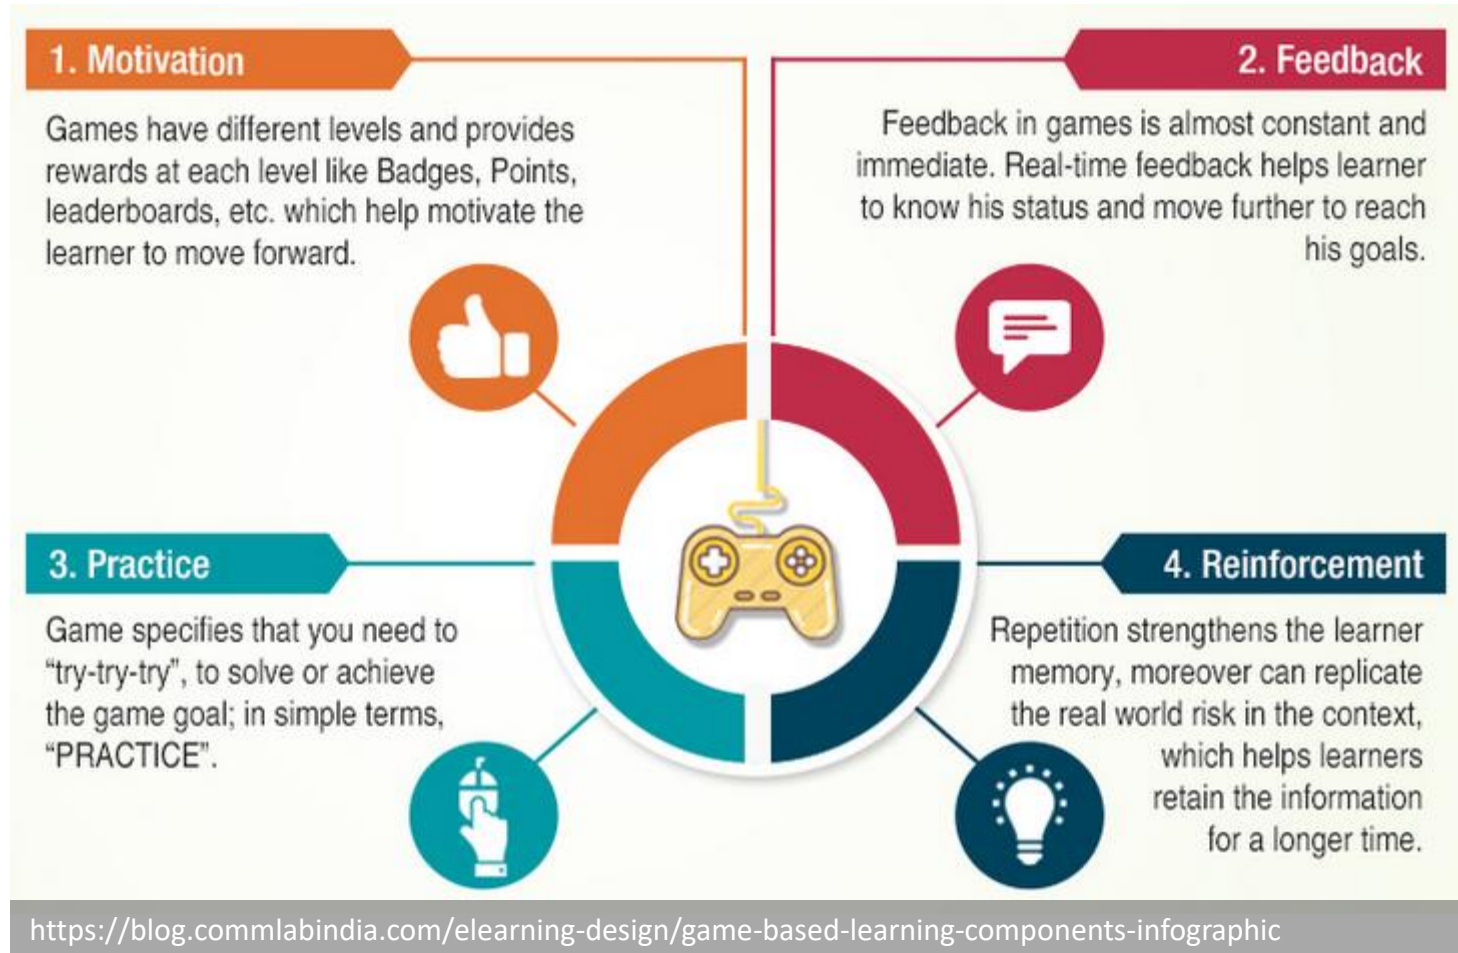 1. Motivation
Games have different levels and provides
rewards at each level like Badges, Points,
leaderboards, etc. which help motivate the
learner to move forward.
2. Feedback
Feedback in games is almost constant and
immediate. Real-time feedback helps learner
to know his status and move further to reach
his goals.
3. Practice
Game specifies that you need to
“try-try-try”, to solve or achieve
the game goal; in simple terms,
“PRACTICE”.
4. Reinforcement
Repetition strengthens the learner
memory, moreover can replicate
the real world risk in the context,
which helps learners
retain the information
for a longer time.
https://blog.commlabindia.com/elearning-design/game-based-learning-components-infographic